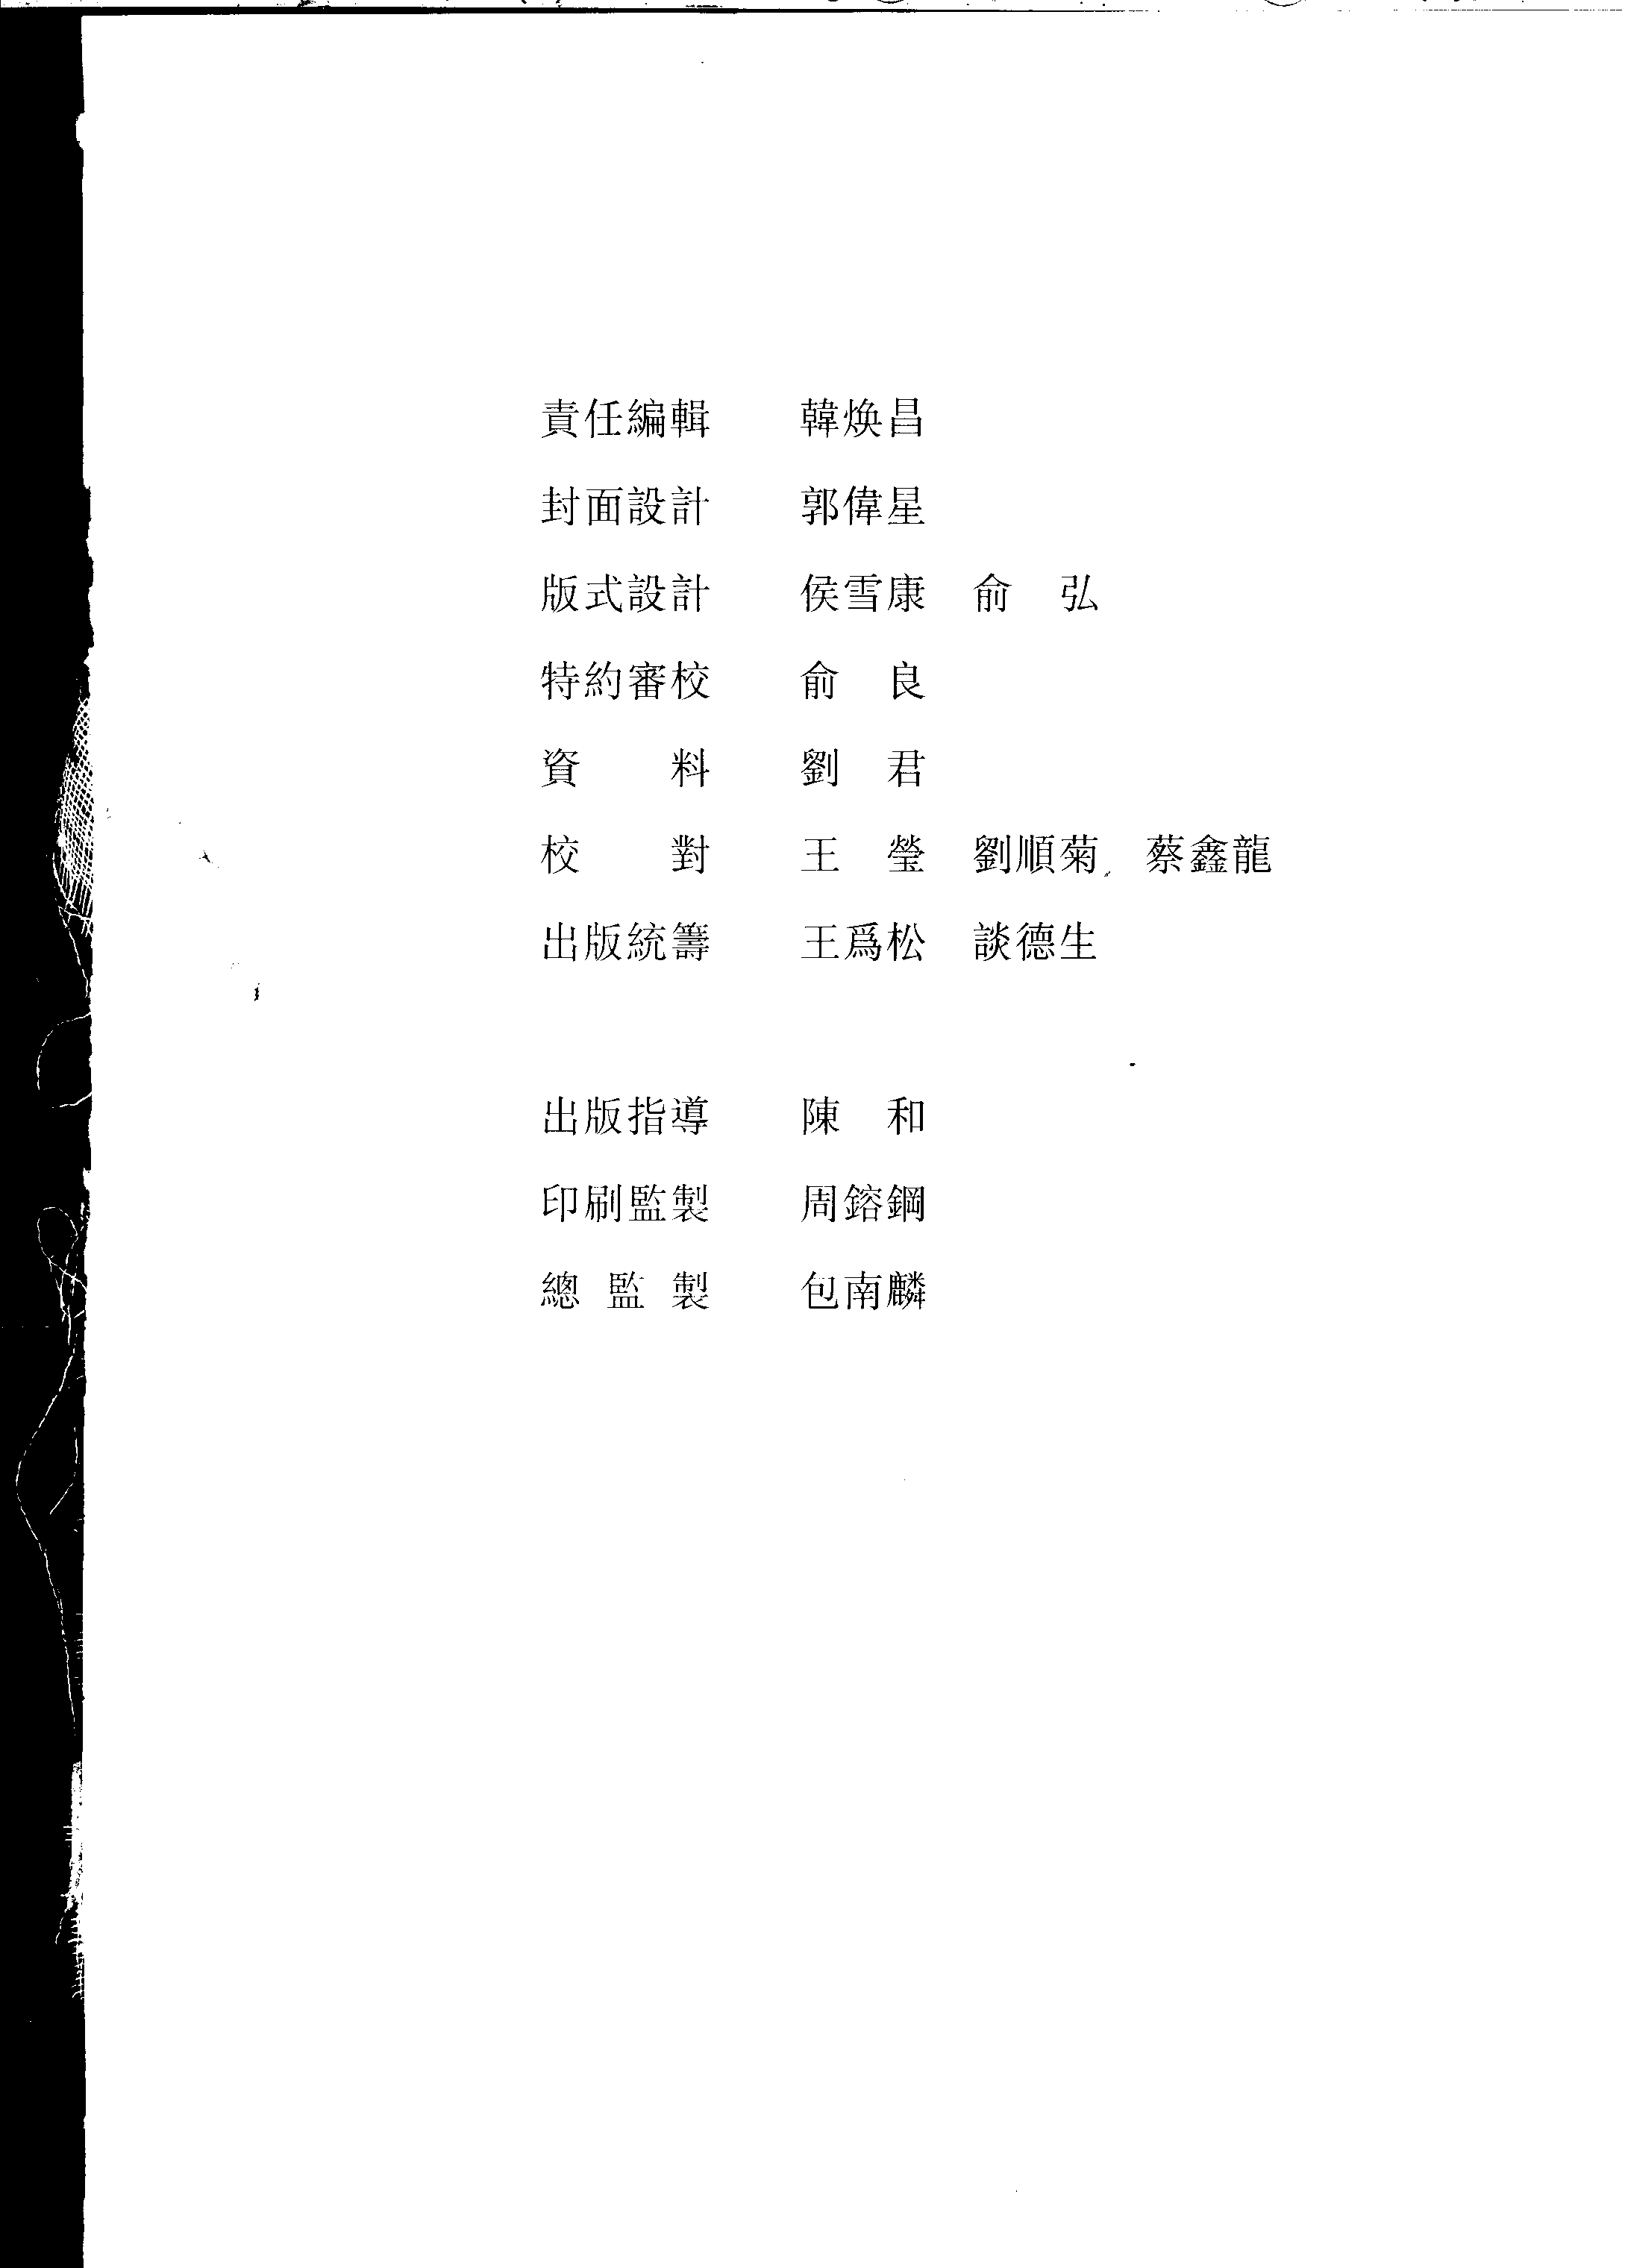 責任編輯　　韓焕昌
封面設計　　郭偉星
版式設計　　侯雪康　俞　弘
特約審校　　俞　良
資　　料　　劉　君
校　　對　　王　瑩　劉順菊　蔡鑫龍
出版統籌　　王爲松　談德生
出版指導　　陳　和
印刷監製　　周鎔鋼
總 監 製　　包南麟